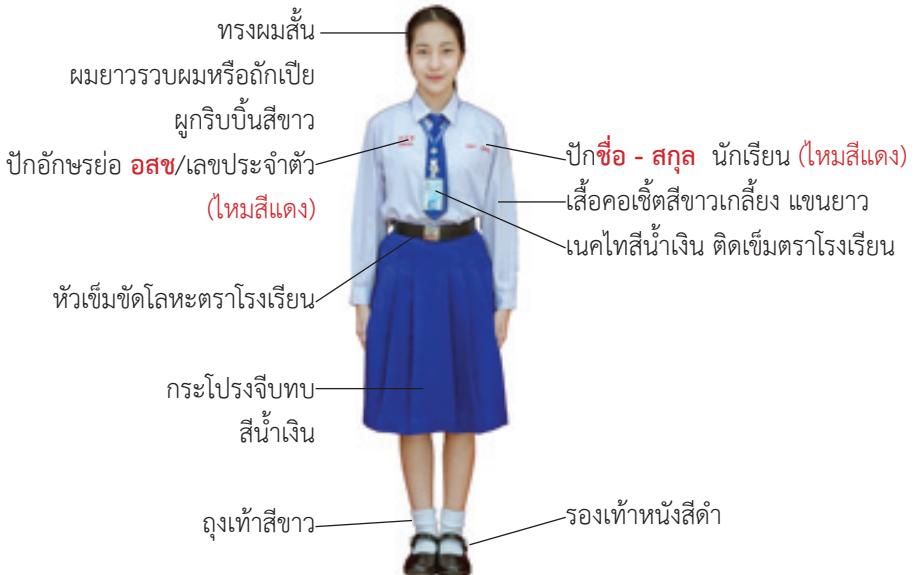 ทรงผมสั้น
ผมยาวรวบผมหรือถักเปีย
ผูกริบบิ้นสีขาว
ปักอักษรย่อ อสช/เลขประจำตัว
(ไหมสีแดง)
หัวเข็มขัดโลหะตราโรงเรียน
กระโปรงจีบทบ
สีน้ำเงิน
ถุงเท้าสีขาว
ปักชื่อ - สกุล นักเรียน (ไหมสีแดง)
เสื้อคอเชิ้ตสีขาวเกลี้ยง แขนยาว
เนคไทสีน้ำเงิน ติดเข็มตราโรงเรียน
รองเท้าหนังสีดำ